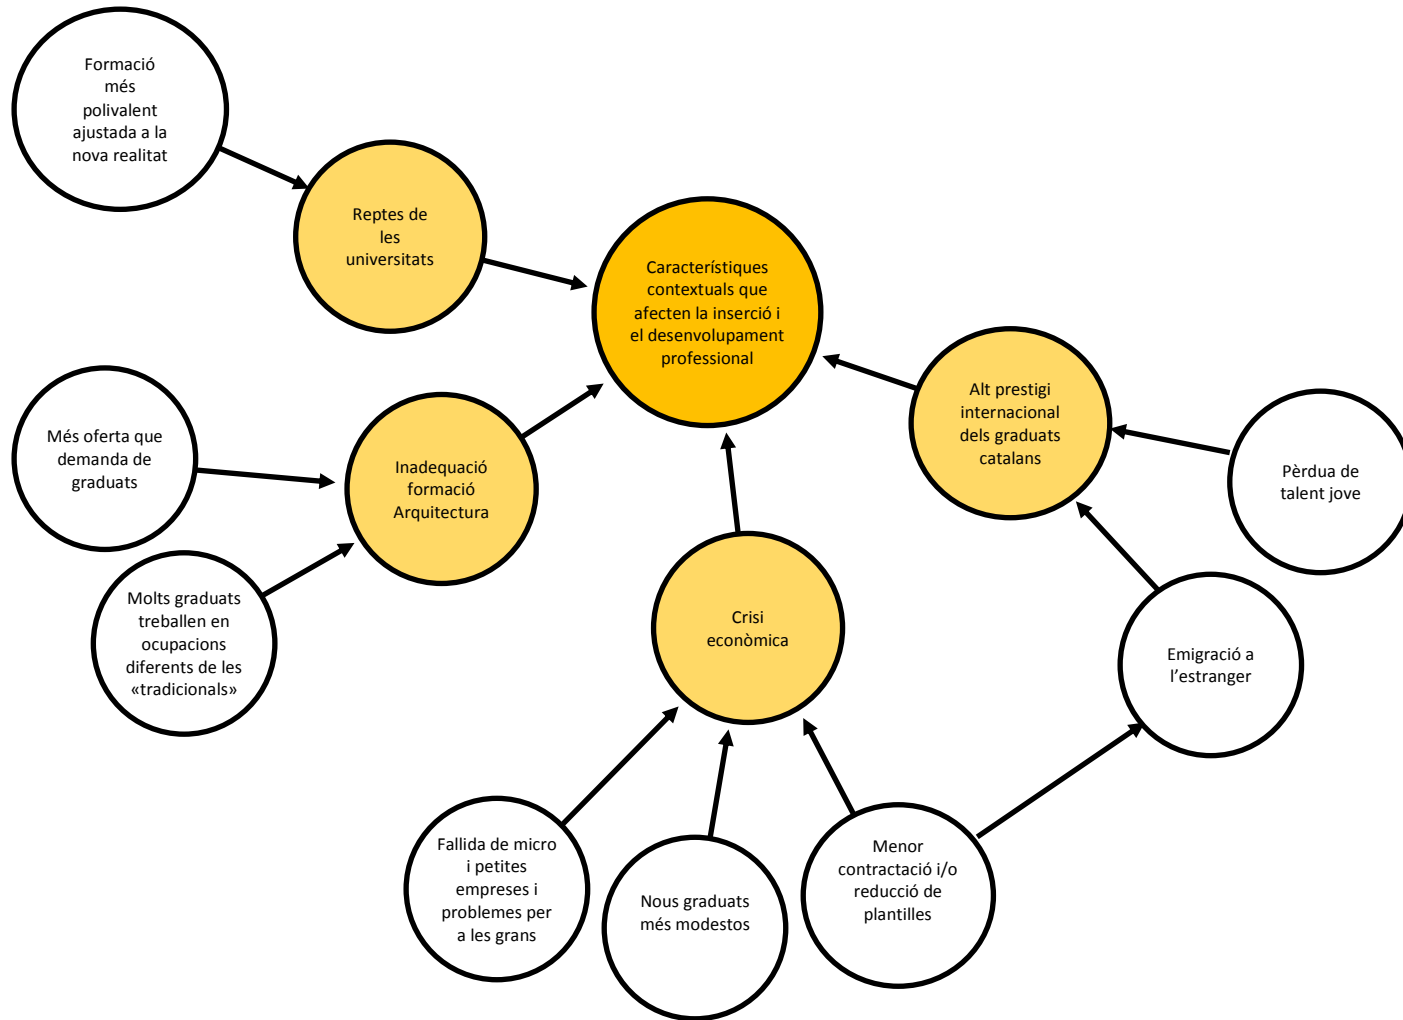 Formació
més
polivalent
ajustada a la
nova realitat
Reptes de
les
universitats
Característiques
contextuals que
afecten la inserció i
el desenvolupament
professional
Alt prestigi
internacional
dels graduats
catalans
Més oferta que
demanda de
graduats
Inadequació
formació
Arquitectura
Pèrdua de
talent jove
Molts graduats
treballen en
ocupacions
diferents de les
«tradicionals»
Crisi
econòmica
Emigració a
l’estranger
Fallida de micro
i petites
empreses i
problemes per
a les grans
Nous graduats
més modestos
Menor
contractació i/o
reducció de
plantilles